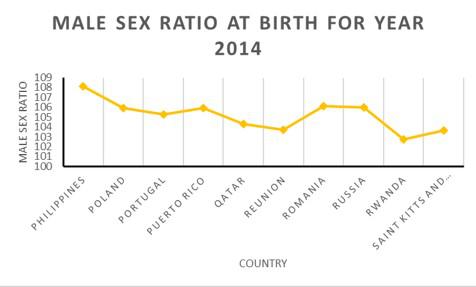 MALE SEX RATIO AT BIRTH FOR YEAR
2014
MALE SEX RATIO
109
108
107
106
105
104
103
102
101
100
PHILIPPINES
POLAND
PORTUGAL
PUERTO RICO
QATAR
REUNION
ROMANIA
RUSSIA
RWANDA
SAINT KITTS AND...
COUNTRY